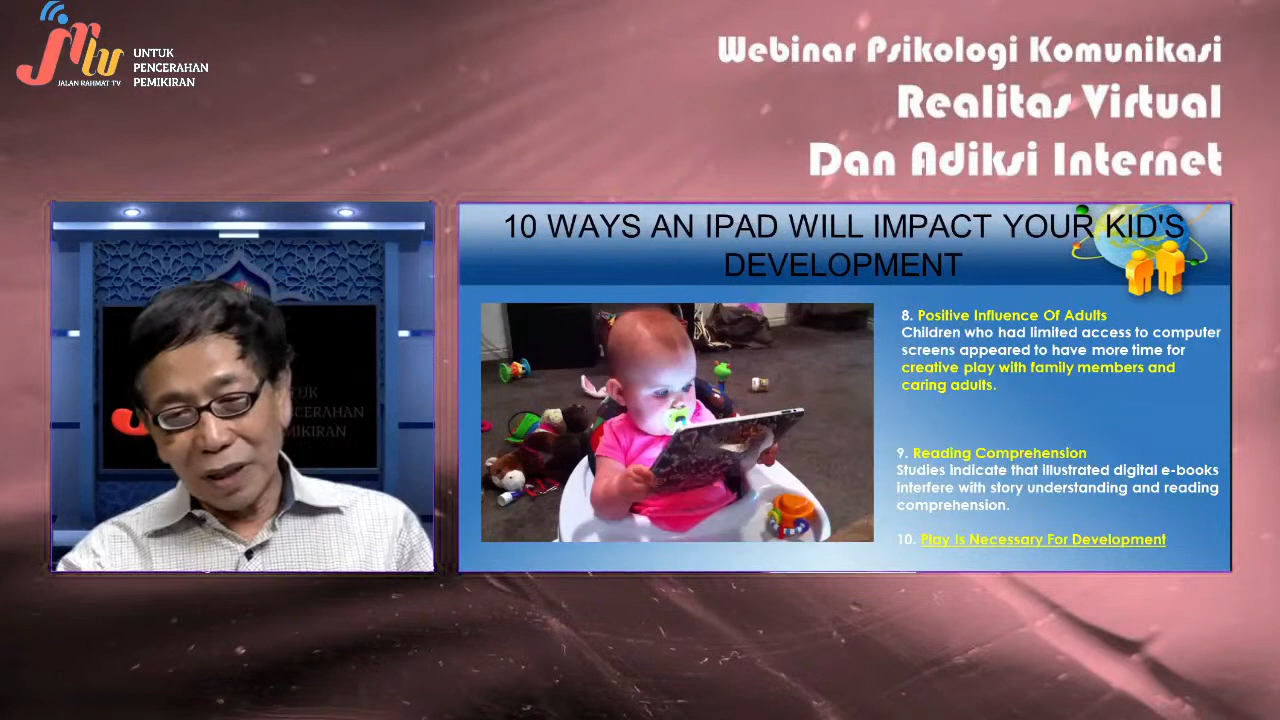 jrtv
JALAN RAHMAT TV
UNTUK
PENCERAHAN
PEMIKIRAN
Webinar Psikologi Komunikasi
Realitas Virtual
Dan Adiksi Internet
CERAHAN
10 WAYS AN IPAD WILL IMPACT YOUR KID'S
DEVELOPMENT
8. Positive Influence Of Adults
Children who had limited access to computer
screens appeared to have more time for
creative play with family members and
caring adults.
9. Reading Comprehension
Studies indicate that illustrated digital e-books
interfere with story understanding and reading
comprehension.
10. Play Is Necessary For Development